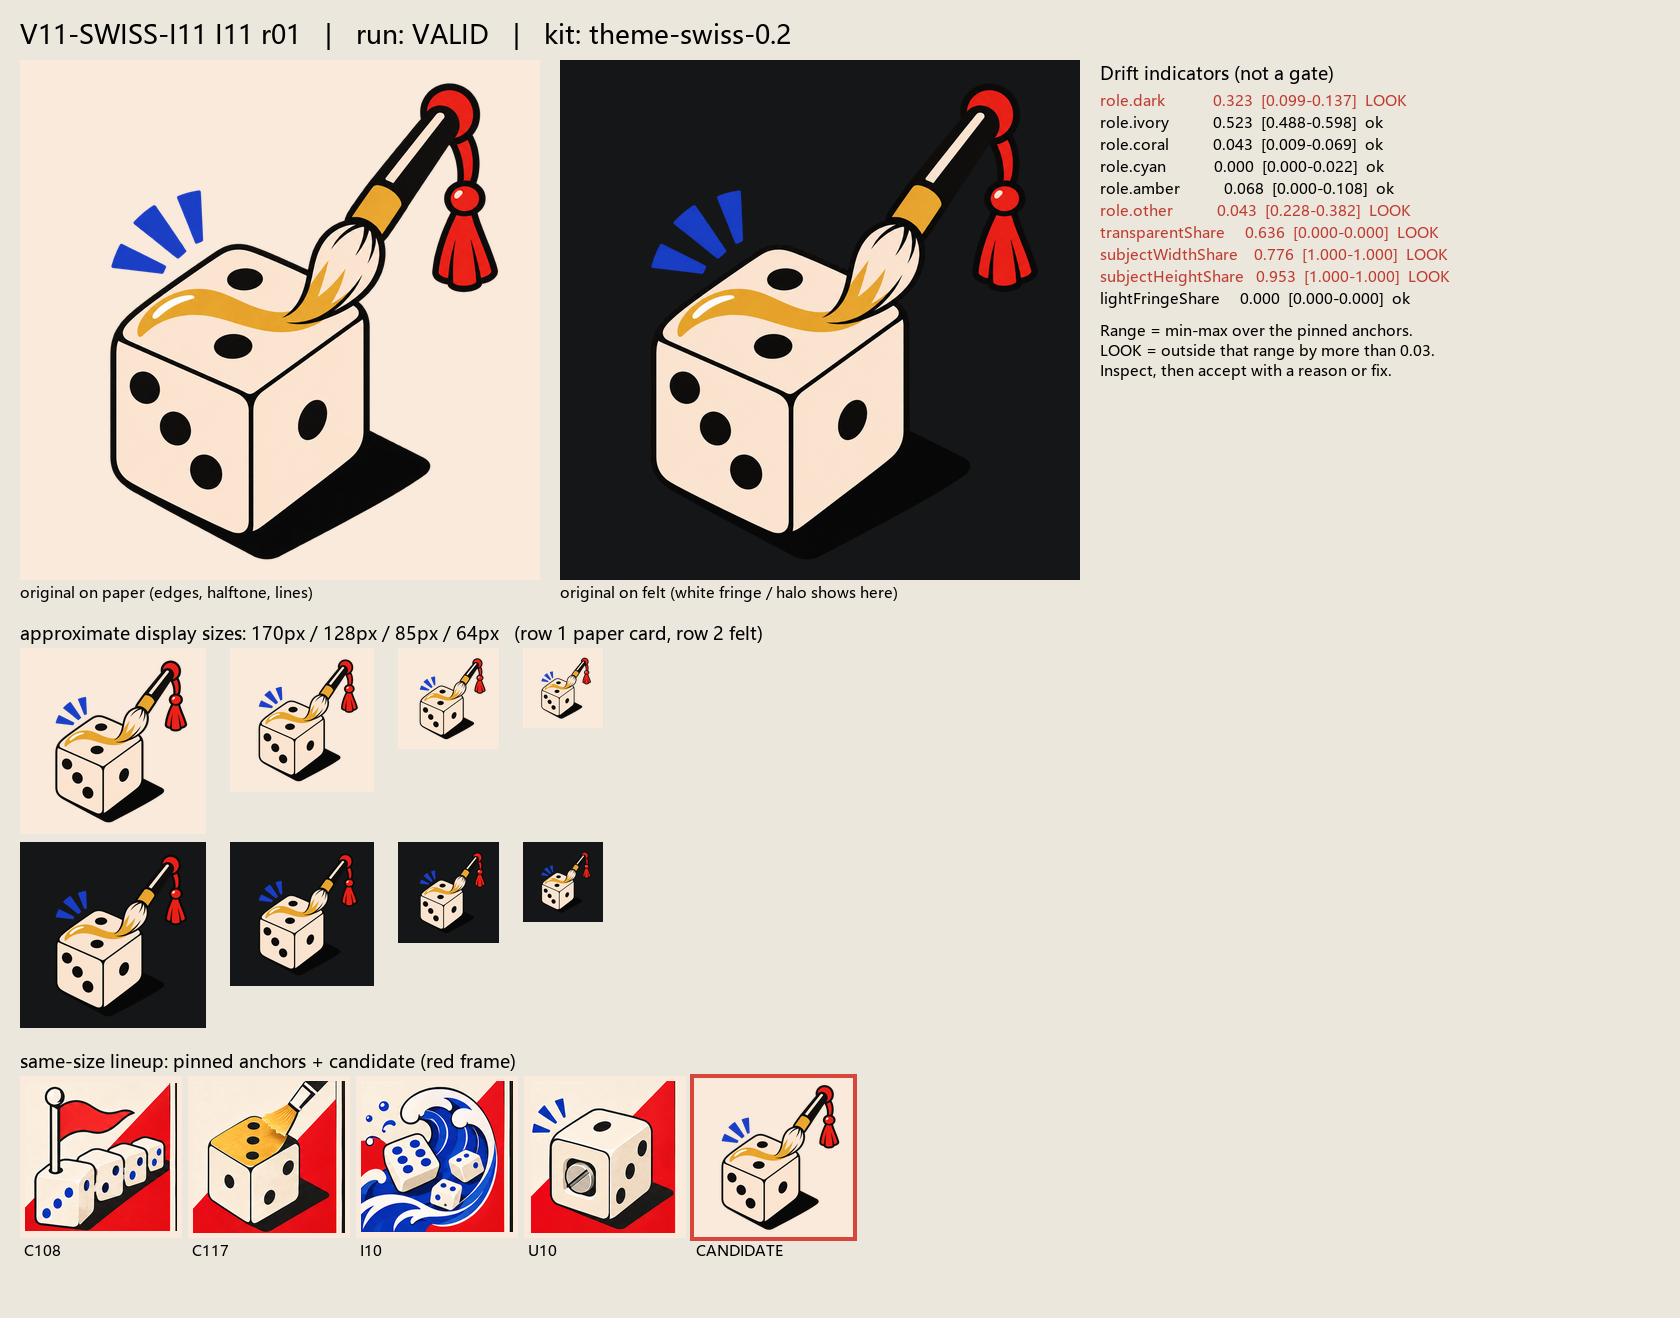 V11-SWISS-I11 I11 r01 | run: VALID | kit: theme-swiss-0.2
Drift indicators (not a gate)
role.dark 0.323 [0.099-0.137] LOOK
role.ivory 0.523 [0.488-0.598] ok
role.coral 0.043 [0.009-0.069] ok
role.cyan 0.000 [0.000-0.022] ok
role.amber 0.068 [0.000-0.108] ok
role.other 0.043 [0.228-0.382] LOOK
transparentShare 0.636 [0.000-0.000] LOOK
subjectWidthShare 0.776 [1.000-1.000] LOOK
subjectHeightShare 0.953 [1.000-1.000] LOOK
lightFringeShare 0.000 [0.000-0.000] ok
Range = min-max over the pinned anchors.
LOOK = outside that range by more than 0.03.
Inspect, then accept with a reason or fix.
original on paper (edges, halftone, lines)
original on felt (white fringe / halo shows here)
approximate display sizes: 170px / 128px / 85px / 64px (row 1 paper card, row 2 felt)
same-size lineup: pinned anchors + candidate (red frame)
C108
C117
I10
U10
CANDIDATE